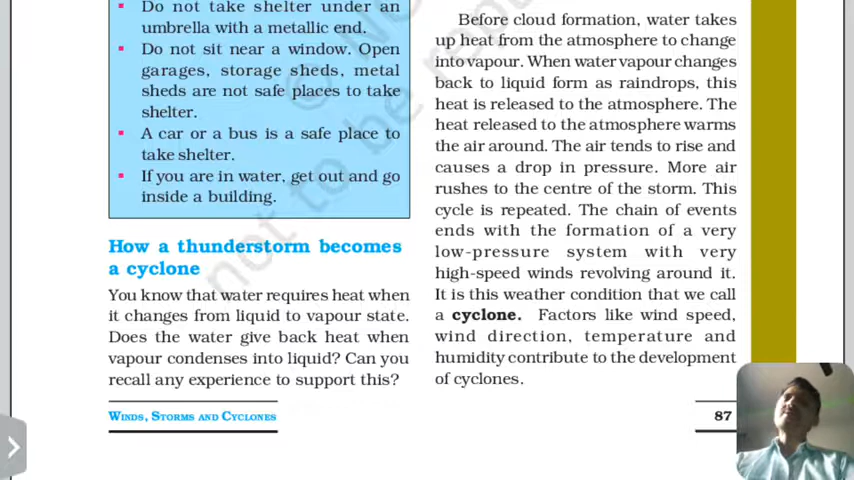 Do not take shelter under an
umbrella with a metallic end.
Do not sit near a window. Open
garages, storage sheds, metal
sheds are not safe places to take
shelter.
A car or a bus is a safe place to
take shelter.
If you are in water, get out and go
inside a building.
How a thunderstorm becomes
a cyclone
You know that water requires heat when
it changes from liquid to vapour state.
Does the water give back heat when
vapour condenses into liquid? Can you
recall any experience to support this?
Before cloud formation, water takes
up heat from the atmosphere to change
into vapour. When water vapour changes
back to liquid form as raindrops, this
heat is released to the atmosphere. The
heat released to the atmosphere warms
the air around. The air tends to rise and
causes a drop in pressure. More air
rushes to the centre of the storm. This
cycle is repeated. The chain of events
ends with the formation of a very
low-pressure system with very
high-speed winds revolving around it.
It is this weather condition that we call
a cyclone. Factors like wind speed,
wind direction, temperature and
humidity contribute to the development
of cyclones.
WINDS, STORMS AND CYCLONES
87